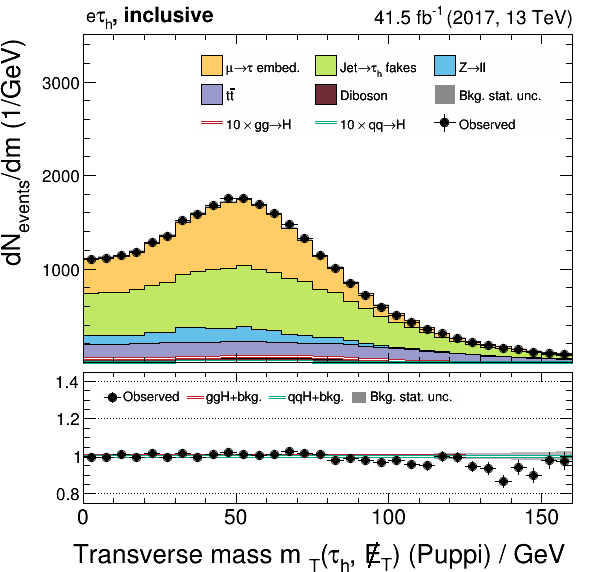 eτh, inclusive 41.5 fb⁻¹ (2017, 13 TeV)
dNevents/dm (1/GeV)
3000
2000
1000
μ→τ embed. Jet→τh fakes Z→ll
tt̅ Diboson Bkg. stat. unc.
10 × gg→H 10 × qq→H Observed
1.4
1.2
1
0.8
Observed ggH+bkg. qqH+bkg. Bkg. stat. unc.
0 50 100 150
Transverse mass m T(τh, E̸T) (Puppi) / GeV